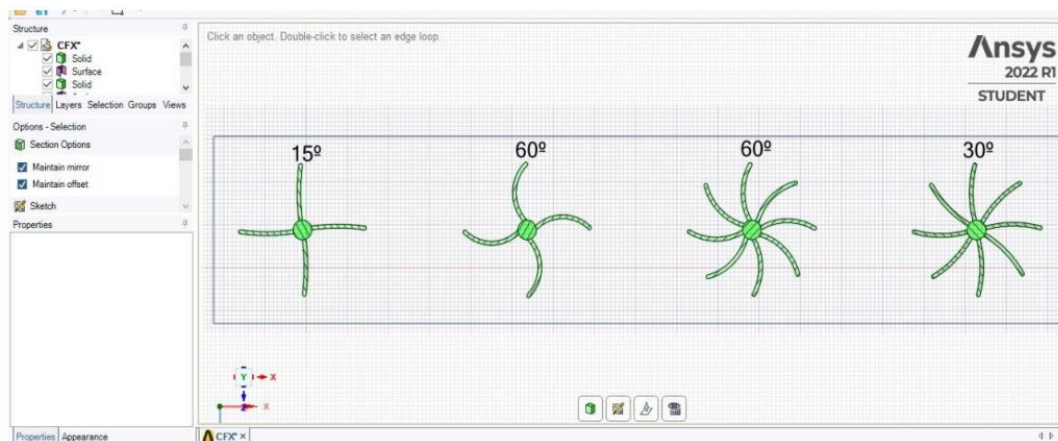 Structure
CFX*
Solid
Surface
Solid
Structure Layers Selection Groups Views
Options - Selection
Section Options
Maintain mirror
Maintain offset
Sketch
Properties
Properties Appearance
Click an object. Double-click to select an edge loop.
Ansys
2022 R1
STUDENT
15º 60º 60º 30º
Y X
X
CFX* ×